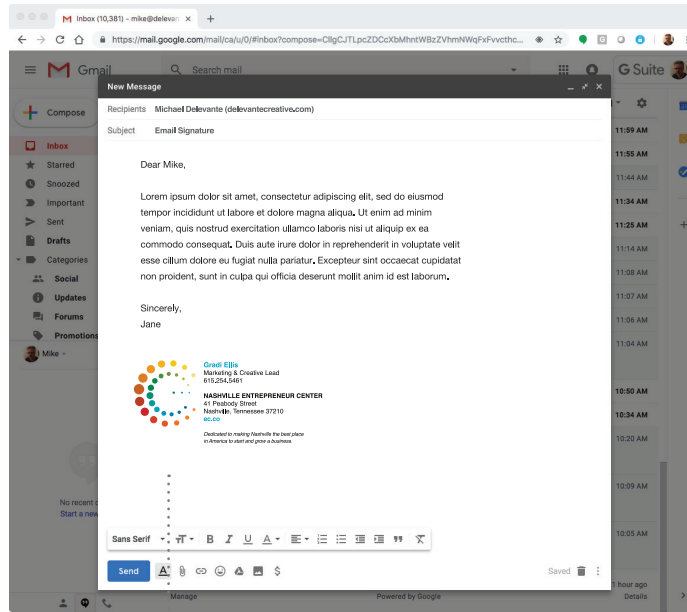 Inbox (10,381) - mike@delevan
https://mail.google.com/mail/ca/u/0/#inbox?compose=CllgCJTLpcZDCcXbMhntWBzZVhmNWqFxFvvcthc...
Gmail
Search mail
G Suite
New Message
Recipients Michael Delevante (delevantecreative.com)
Subject Email Signature
Compose
Inbox
Starred
Snoozed
Important
Sent
Drafts
Categories
Social
Updates
Forums
Promotions
Mike
No recent
Start a new
Dear Mike,
Lorem ipsum dolor sit amet, consectetur adipiscing elit, sed do eiusmod
tempor incididunt ut labore et dolore magna aliqua. Ut enim ad minim
veniam, quis nostrud exercitation ullamco laboris nisi ut aliquip ex ea
commodo consequat. Duis aute irure dolor in reprehenderit in voluptate velit
esse cillum dolore eu fugiat nulla pariatur. Excepteur sint occaecat cupidatat
non proident, sunt in culpa qui officia deserunt mollit anim id est laborum.
Sincerely,
Jane
Gradi Ellis
Marketing & Creative Lead
615.254.5461
NASHVILLE ENTREPRENEUR CENTER
41 Peabody Street
Nashville, Tennessee 37210
ec.co
Dedicated to making Nashville the best place
in America to start and grow a business.
Sans Serif
Send
Saved
11:59 AM
11:55 AM
11:44 AM
11:34 AM
11:25 AM
11:14 AM
11:08 AM
11:07 AM
11:06 AM
11:04 AM
10:50 AM
10:34 AM
10:20 AM
10:09 AM
10:05 AM
Manage
Powered by Google
1 hour ago
Details